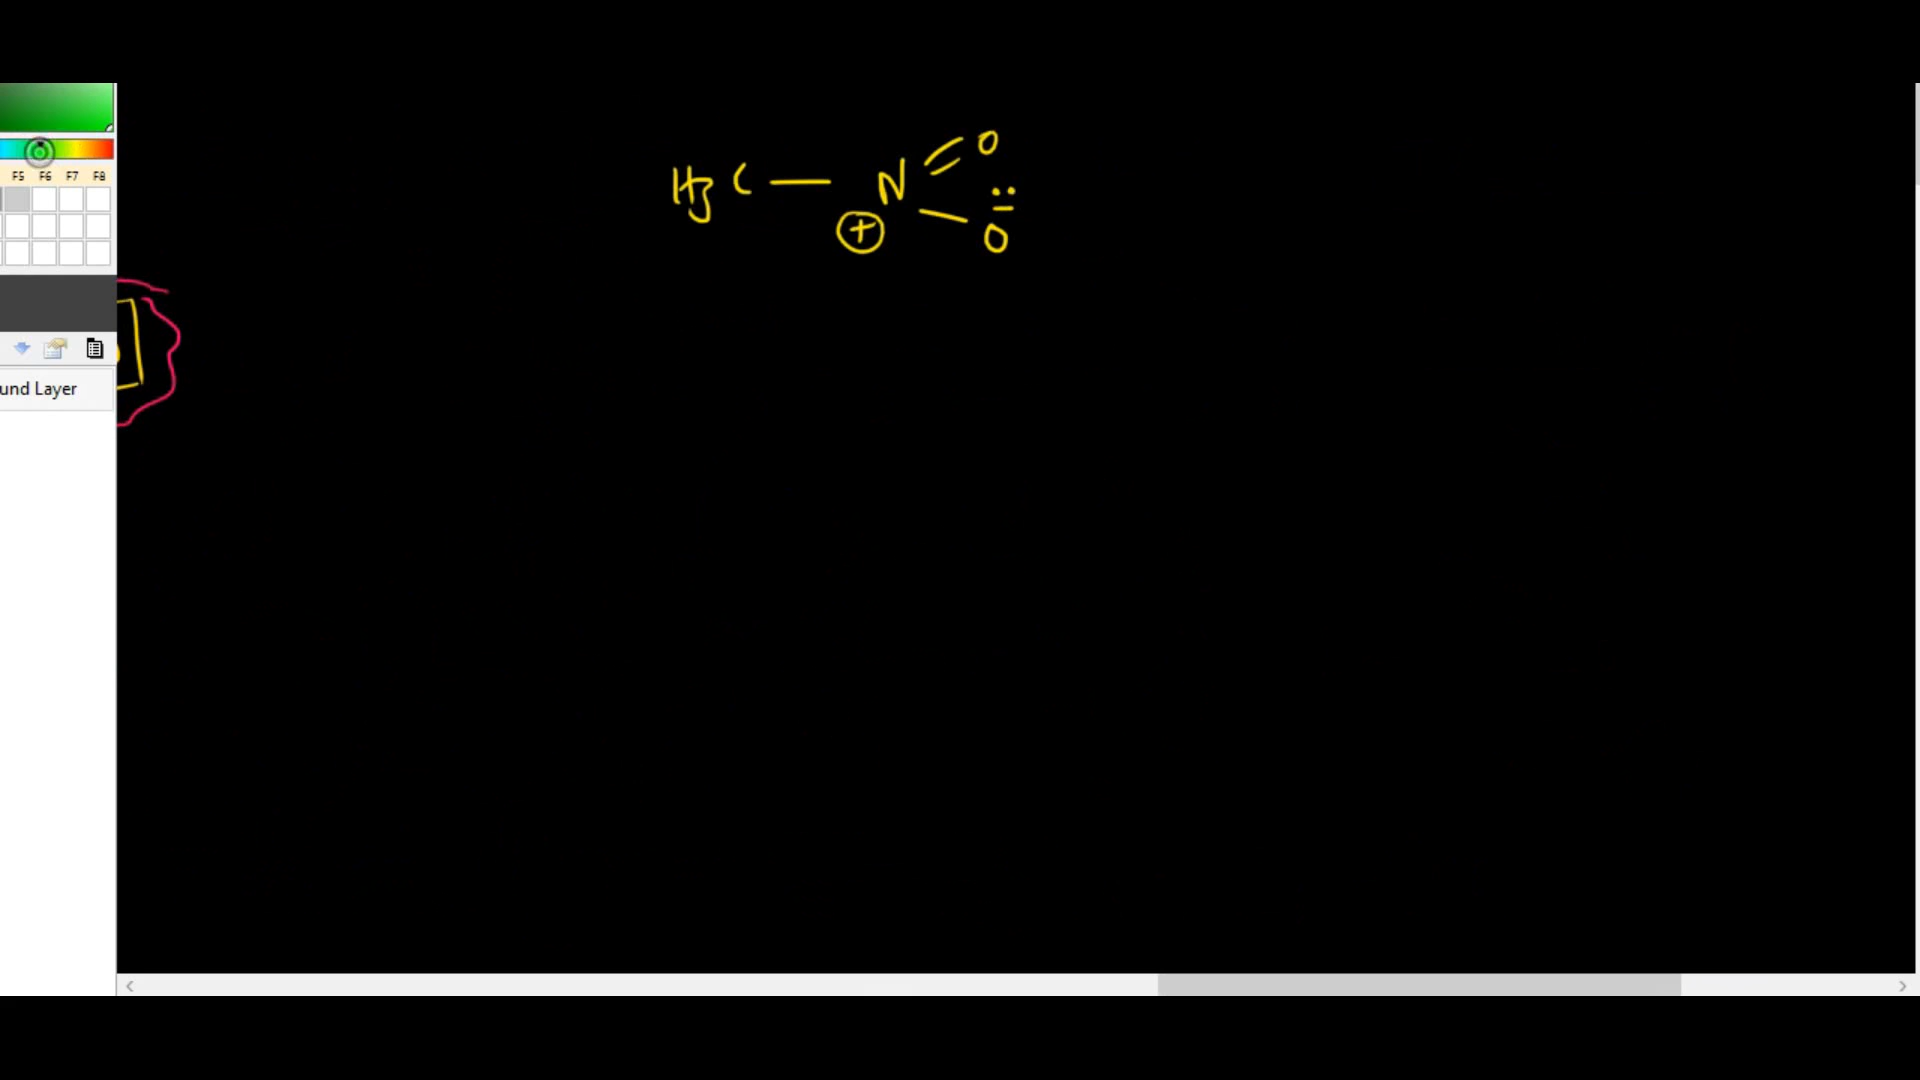 O
H3C — N = O
⊕ — Ö
F5 F6 F7 F8
und Layer